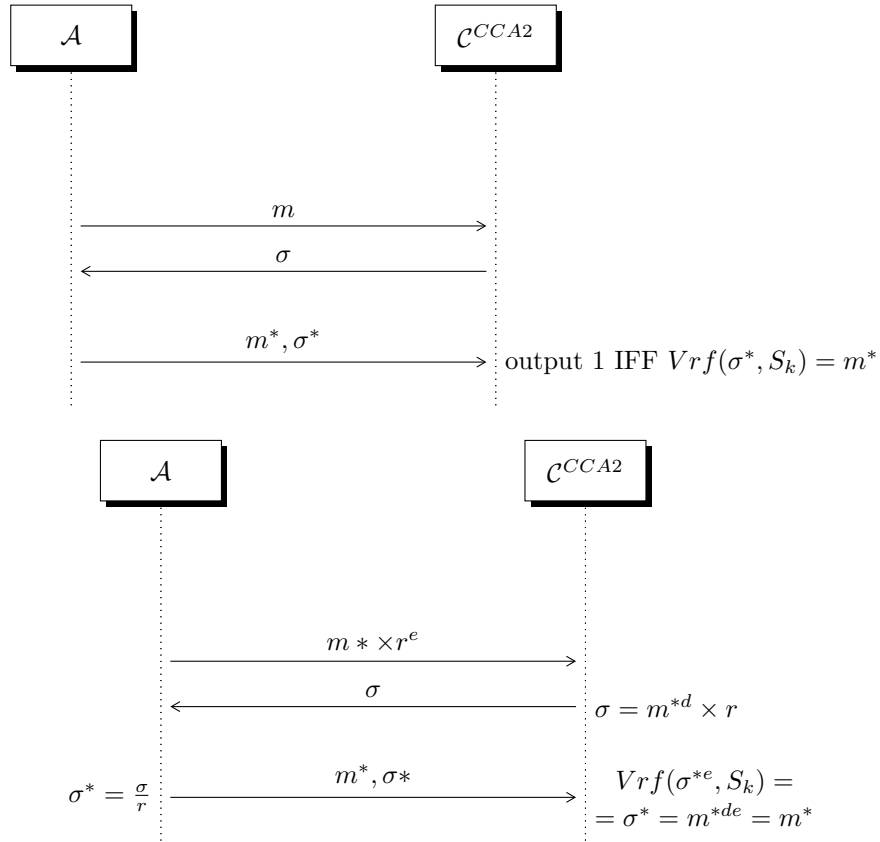 𝒜
𝒞^{CCA2}
m
σ
m*, σ*
output 1 IFF Vrf(σ*, S_k) = m*
𝒜
𝒞^{CCA2}
m ∗ ×r^e
σ
σ = m^{*d} × r
σ* = σ/r
m*, σ∗
Vrf(σ^{*e}, S_k) =
= σ* = m^{*de} = m*